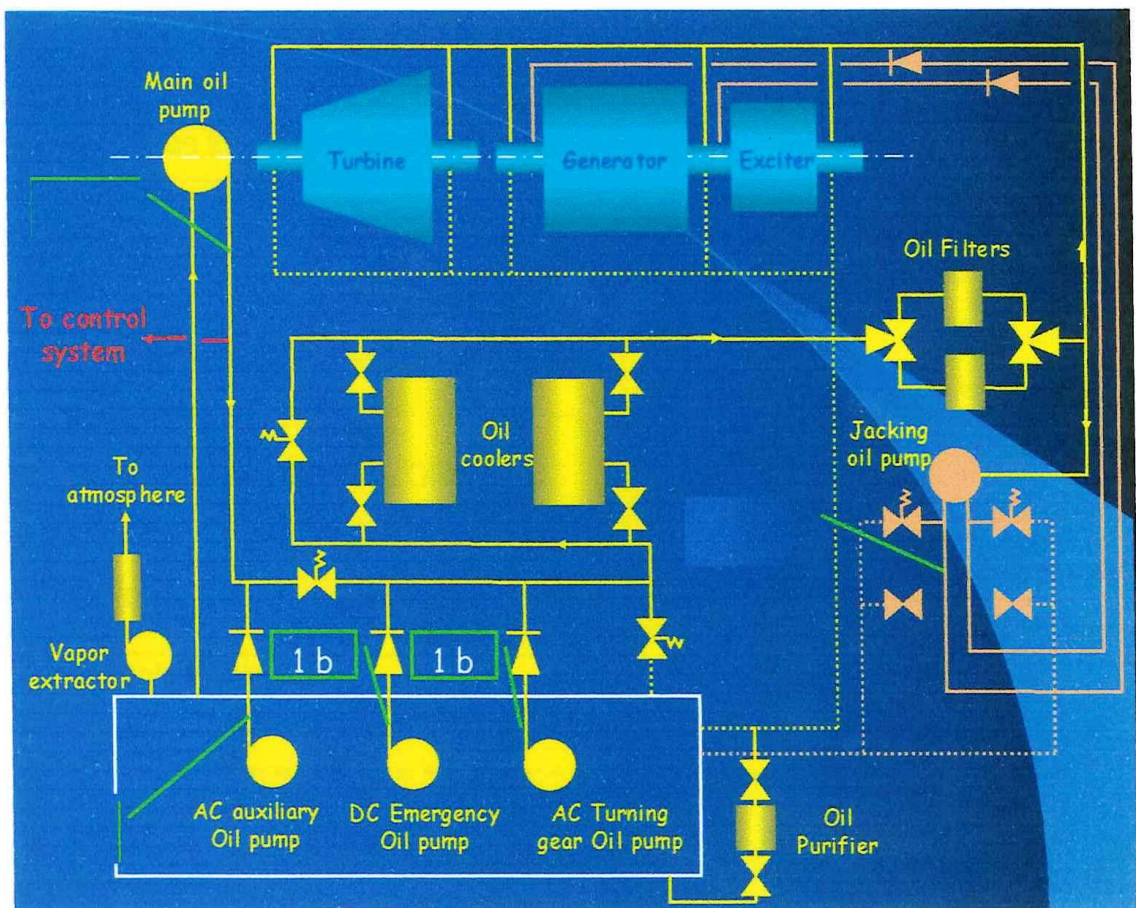 Main oil
pump
Turbine
Generator
Exciter
Oil Filters
To control
system
Oil
coolers
Jacking
oil pump
To
atmosphere
Vapor
extractor
1 b
1 b
AC auxiliary
Oil pump
DC Emergency
Oil pump
AC Turning
gear Oil pump
Oil
Purifier